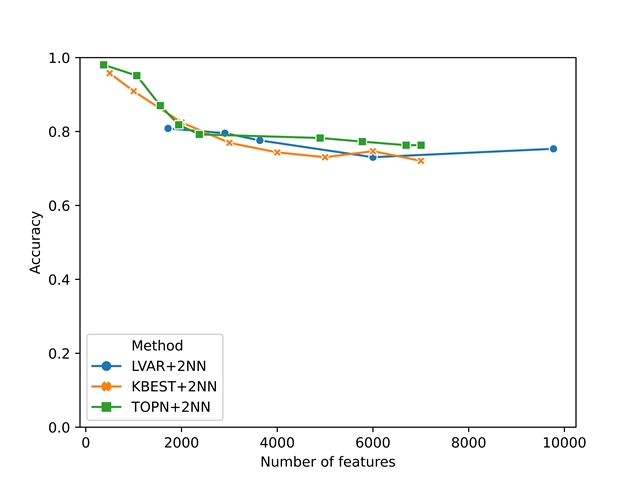 1.0
0.8
0.6
0.4
0.2
0.0
Accuracy
Method
LVAR+2NN
KBEST+2NN
TOPN+2NN
0 2000 4000 6000 8000 10000
Number of features